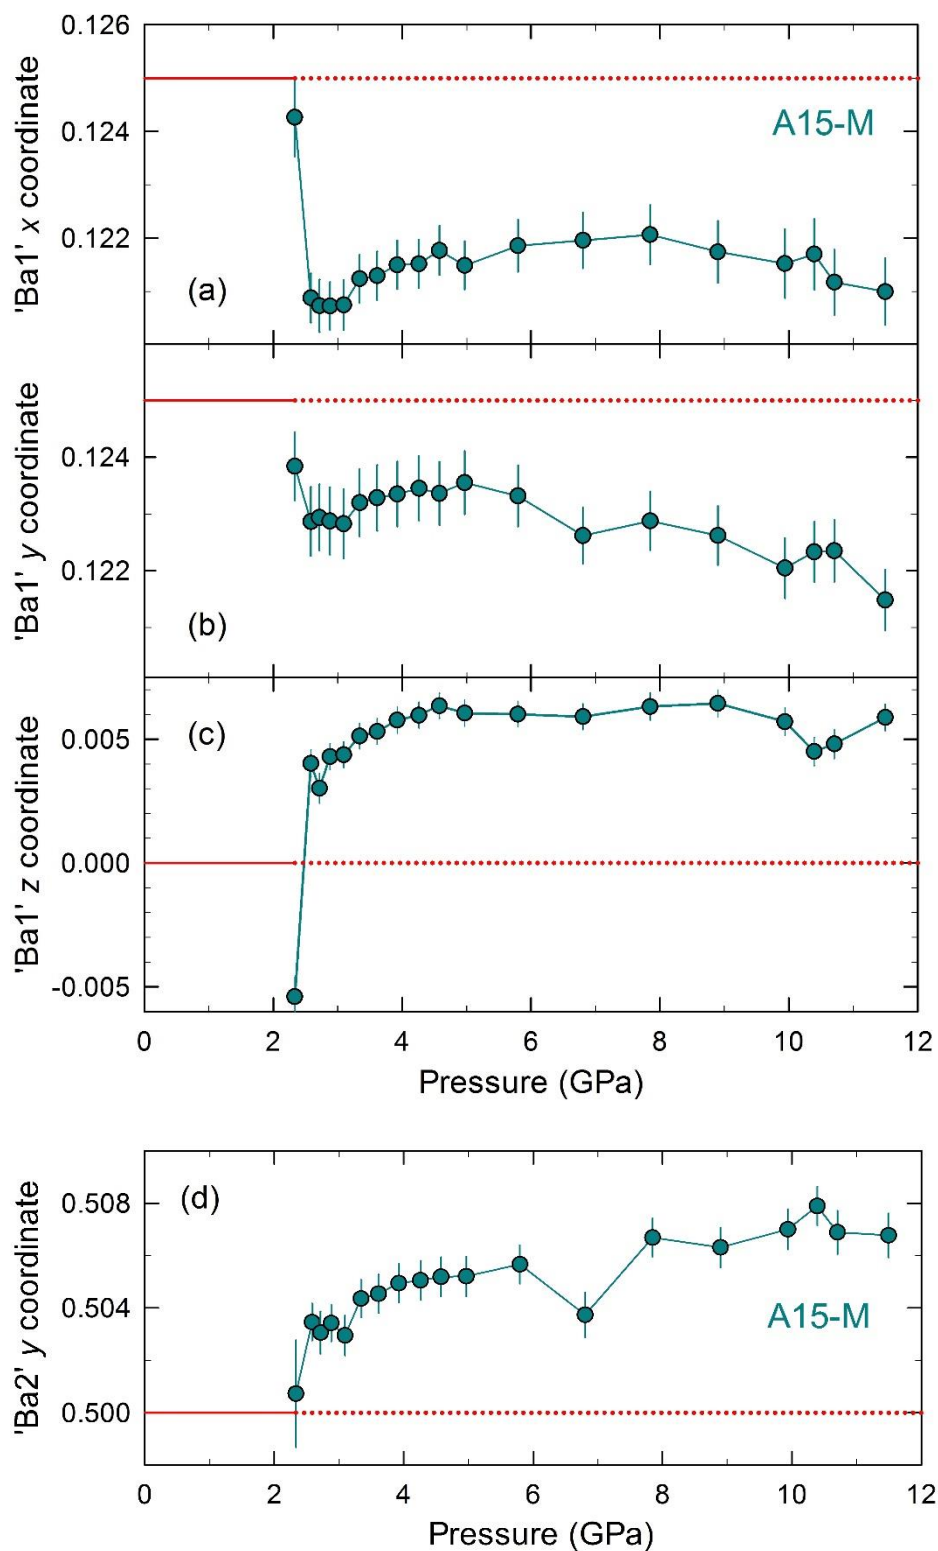 0.126
0.124
0.122
'Ba1' x coordinate
A15-M
(a)
0.124
0.122
'Ba1' y coordinate
(b)
0.005
0.000
-0.005
'Ba1' z coordinate
(c)
0 2 4 6 8 10 12
Pressure (GPa)
0.508
0.504
0.500
'Ba2' y coordinate
(d)
A15-M
0 2 4 6 8 10 12
Pressure (GPa)